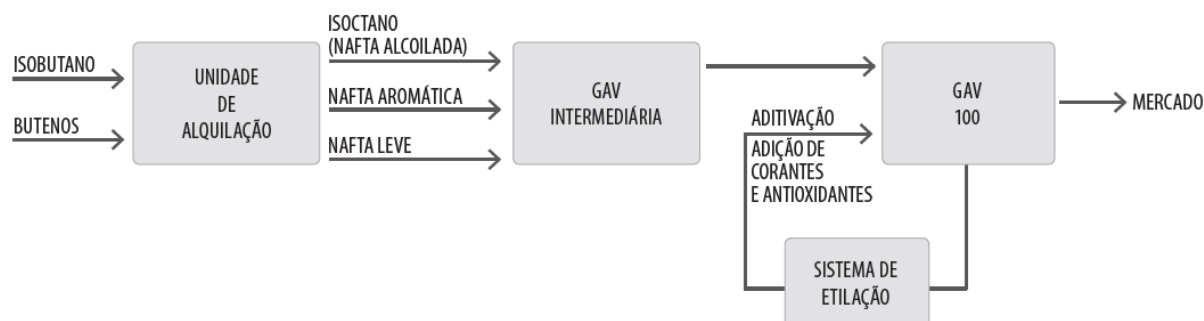 ISOBUTANO
BUTENOS
UNIDADE
DE
ALQUILAÇÃO
ISOCTANO
(NAFTA ALCOILADA)
NAFTA AROMÁTICA
NAFTA LEVE
GAV
INTERMEDIÁRIA
ADITIVAÇÃO
ADIÇÃO DE
CORANTES
E ANTIOXIDANTES
GAV
100
MERCADO
SISTEMA DE
ETILAÇÃO